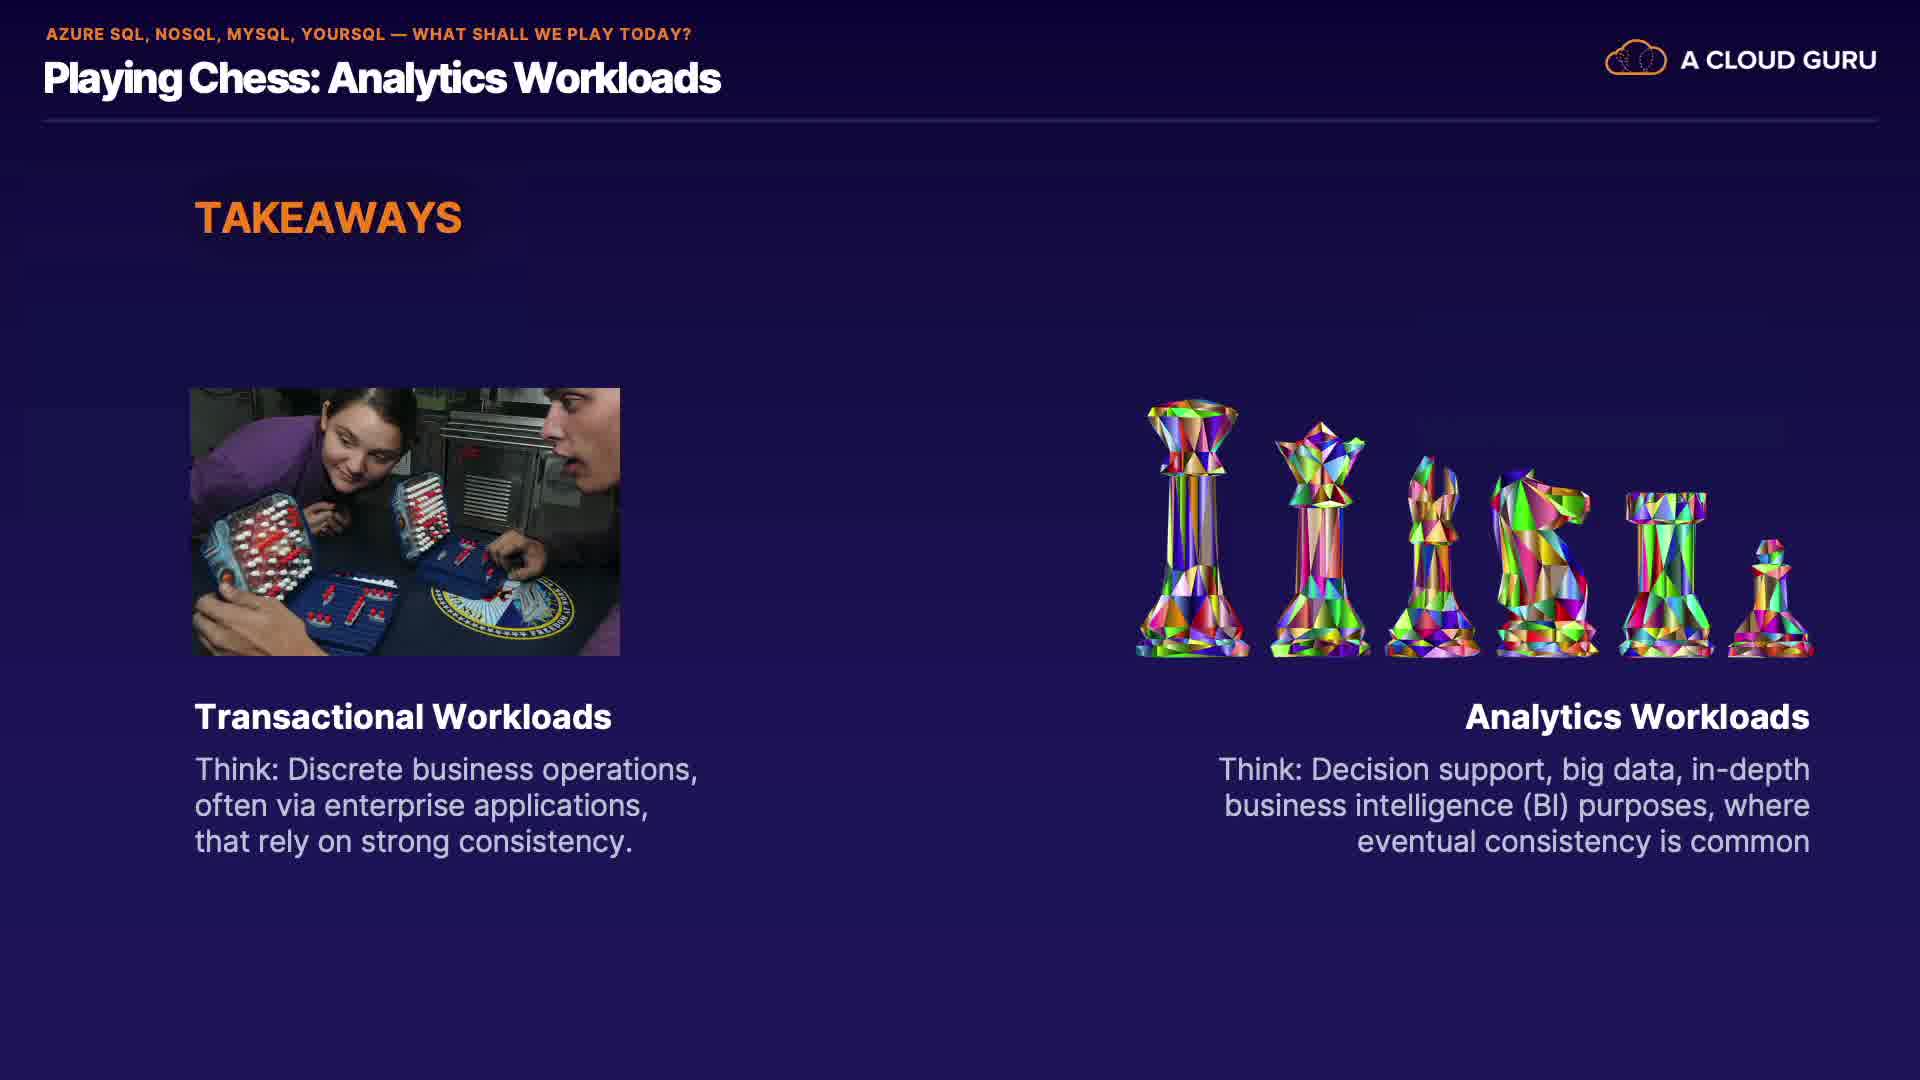 AZURE SQL, NOSQL, MYSQL, YOURSQL — WHAT SHALL WE PLAY TODAY?
Playing Chess: Analytics Workloads
A CLOUD GURU
TAKEAWAYS
Transactional Workloads
Think: Discrete business operations,
often via enterprise applications,
that rely on strong consistency.
Analytics Workloads
Think: Decision support, big data, in-depth
business intelligence (BI) purposes, where
eventual consistency is common